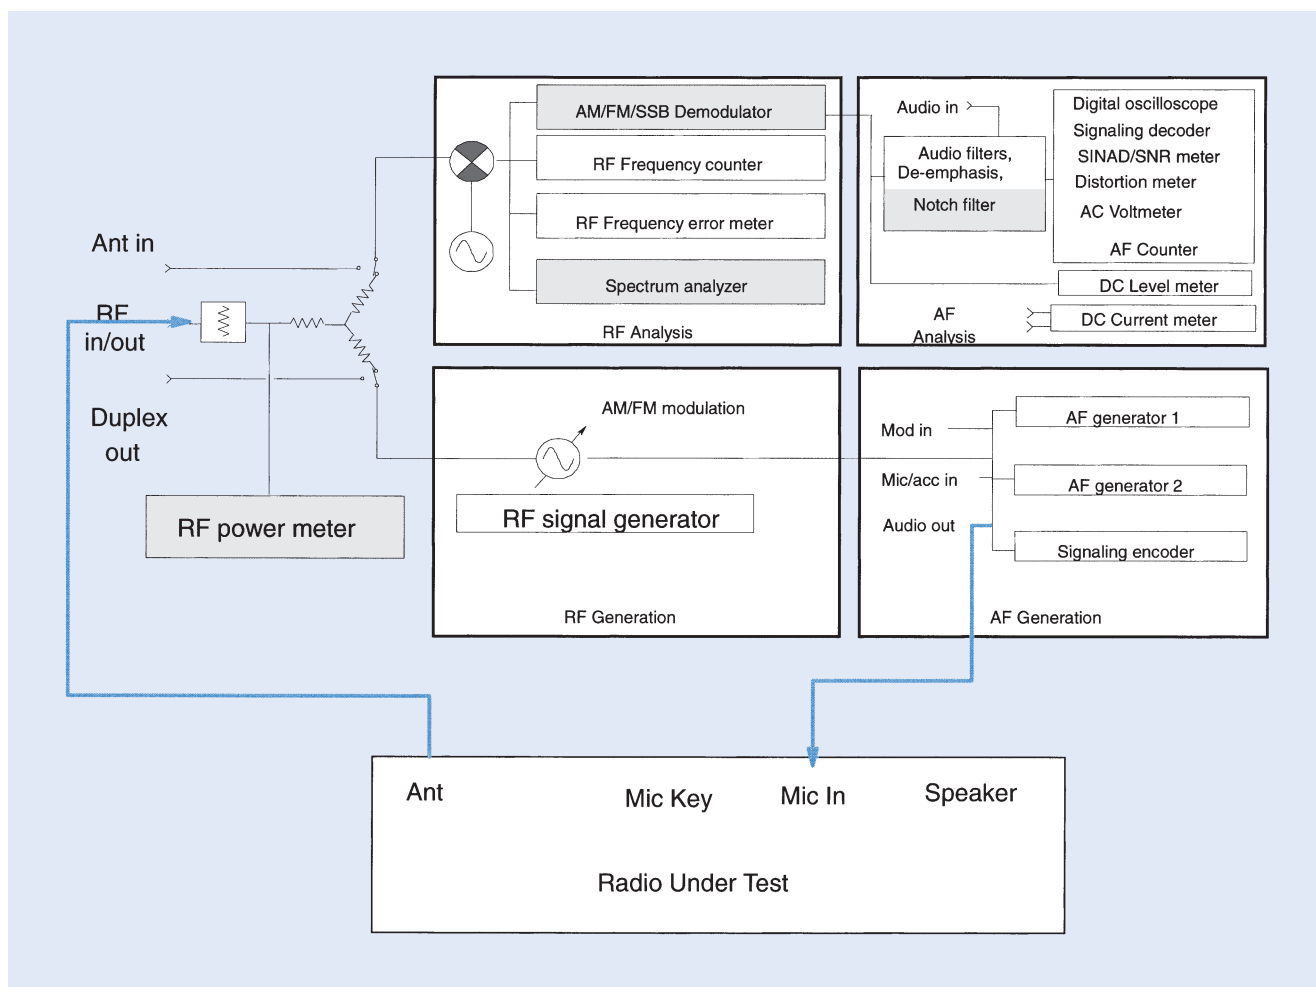 Ant in
RF
in/out
Duplex
out
RF power meter
AM/FM/SSB Demodulator
RF Frequency counter
RF Frequency error meter
Spectrum analyzer
RF Analysis
Audio in
Audio filters,
De-emphasis,
Notch filter
Digital oscilloscope
Signaling decoder
SINAD/SNR meter
Distortion meter
AC Voltmeter
AF Counter
DC Level meter
DC Current meter
AF
Analysis
AM/FM modulation
RF signal generator
RF Generation
Mod in
Mic/acc in
Audio out
AF generator 1
AF generator 2
Signaling encoder
AF Generation
Ant
Mic Key
Mic In
Speaker
Radio Under Test